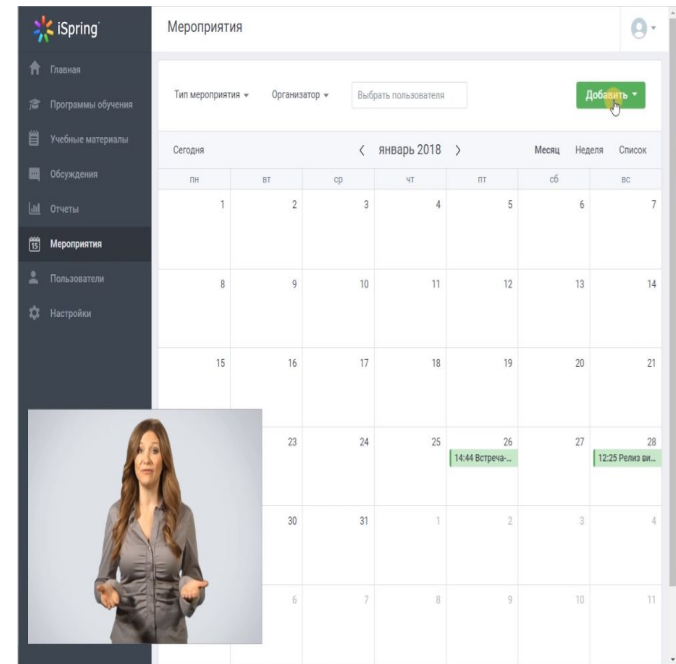 iSpring
Мероприятия
Главная
Программы обучения
Учебные материалы
Обсуждения
Отчеты
15 Мероприятия
Пользователи
Настройки
Тип мероприятия Организатор Выбрать пользователя Добавить
Сегодня январь 2018 Месяц Неделя Список
пн вт ср чт пт сб вс
1 2 3 4 5 6 7
8 9 10 11 12 13 14
15 16 17 18 19 20 21
23 24 25 26 27 28
14:44 Встреча-... 12:25 Релиз ви...
30 31 1 2 3 4
6 7 8 9 10 11